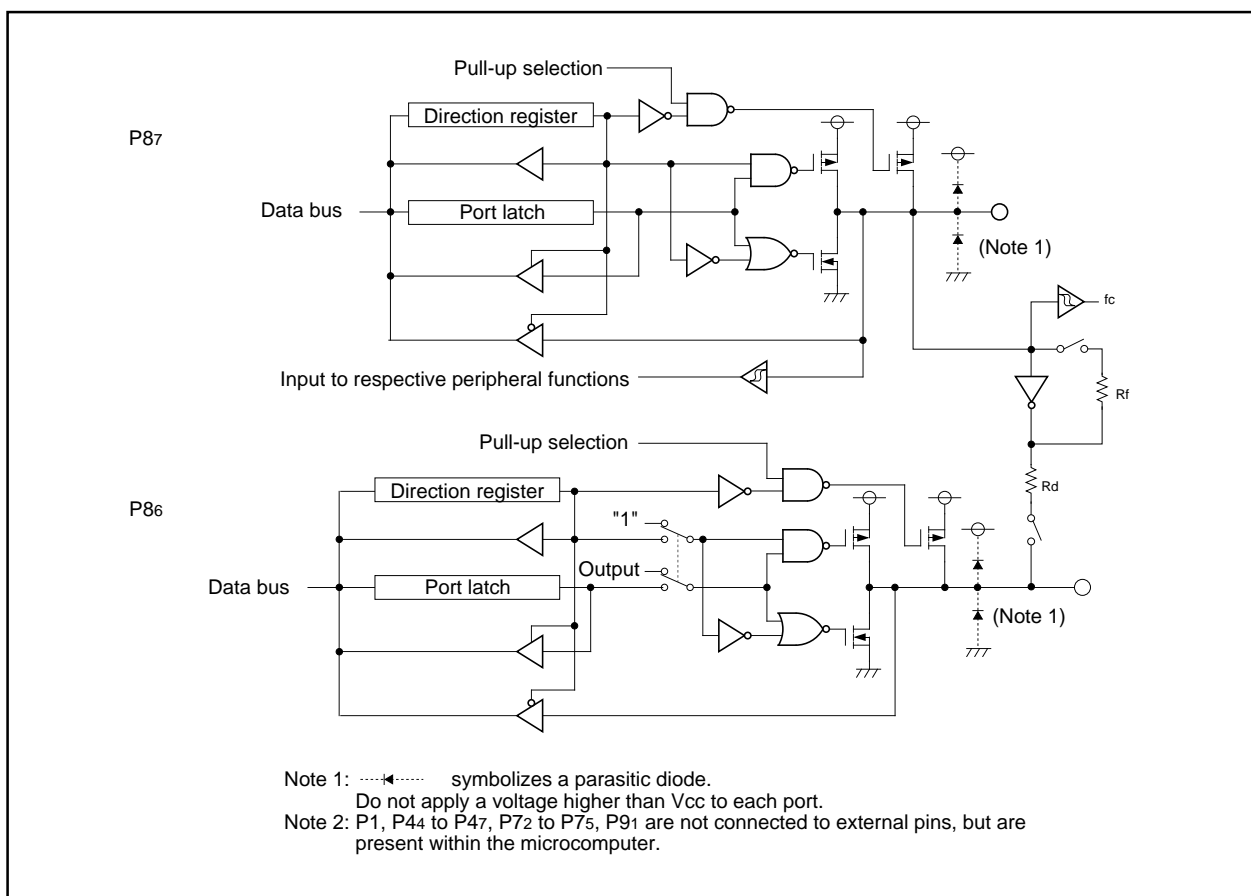 Pull-up selection
Direction register
P87
Data bus
Port latch
(Note 1)
fc
Input to respective peripheral functions
Rf
Pull-up selection
Direction register
Rd
P86
"1"
Output
Data bus
Port latch
(Note 1)
Note 1: symbolizes a parasitic diode.
Do not apply a voltage higher than Vcc to each port.
Note 2: P1, P44 to P47, P72 to P75, P91 are not connected to external pins, but are
present within the microcomputer.